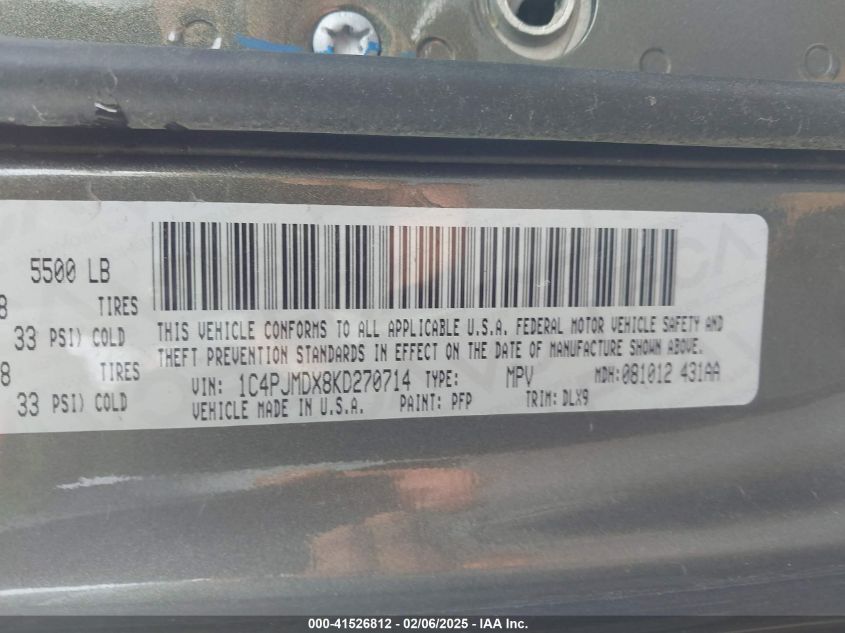 5500 LB
8 TIRES
33 PSI) COLD
8 TIRES
33 PSI) COLD
THIS VEHICLE CONFORMS TO ALL APPLICABLE U.S.A. FEDERAL MOTOR VEHICLE SAFETY AND
THEFT PREVENTION STANDARDS IN EFFECT ON THE DATE OF MANUFACTURE SHOWN ABOVE.
VIN: 1C4PJMDX8KD270714 TYPE: MPV MDH:081012 431AA
VEHICLE MADE IN U.S.A. PAINT: PFP TRIM: DLX9
000-41526812 - 02/06/2025 - IAA Inc.